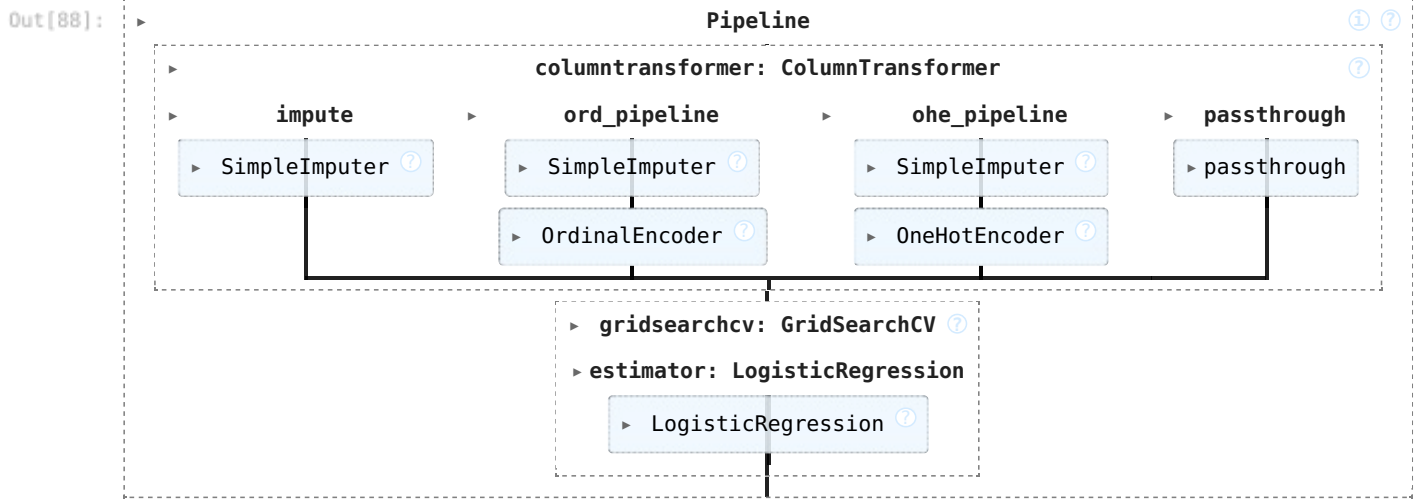 Out[88]: ▸ Pipeline i ?
▸ columntransformer: ColumnTransformer ?
▸ impute ▸ ord_pipeline ▸ ohe_pipeline ▸ passthrough
▸ SimpleImputer ? ▸ SimpleImputer ? ▸ SimpleImputer ? ▸ passthrough
▸ OrdinalEncoder ? ▸ OneHotEncoder ?
▸ gridsearchcv: GridSearchCV ?
▸ estimator: LogisticRegression
▸ LogisticRegression ?